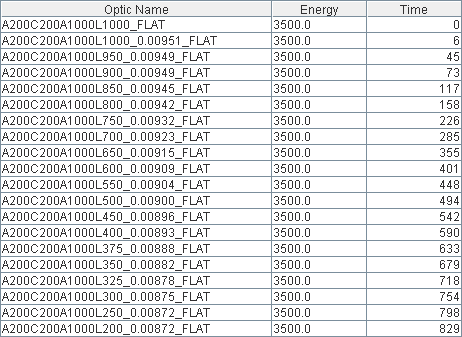 Optic Name Energy Time
A200C200A1000L1000_FLAT 3500.0 0
A200C200A1000L1000_0.00951_FLAT 3500.0 6
A200C200A1000L950_0.00949_FLAT 3500.0 45
A200C200A1000L900_0.00949_FLAT 3500.0 73
A200C200A1000L850_0.00945_FLAT 3500.0 117
A200C200A1000L800_0.00942_FLAT 3500.0 158
A200C200A1000L750_0.00932_FLAT 3500.0 226
A200C200A1000L700_0.00923_FLAT 3500.0 285
A200C200A1000L650_0.00915_FLAT 3500.0 355
A200C200A1000L600_0.00909_FLAT 3500.0 401
A200C200A1000L550_0.00904_FLAT 3500.0 448
A200C200A1000L500_0.00900_FLAT 3500.0 494
A200C200A1000L450_0.00896_FLAT 3500.0 542
A200C200A1000L400_0.00893_FLAT 3500.0 590
A200C200A1000L375_0.00888_FLAT 3500.0 633
A200C200A1000L350_0.00882_FLAT 3500.0 679
A200C200A1000L325_0.00878_FLAT 3500.0 718
A200C200A1000L300_0.00875_FLAT 3500.0 754
A200C200A1000L250_0.00872_FLAT 3500.0 798
A200C200A1000L200_0.00872_FLAT 3500.0 829